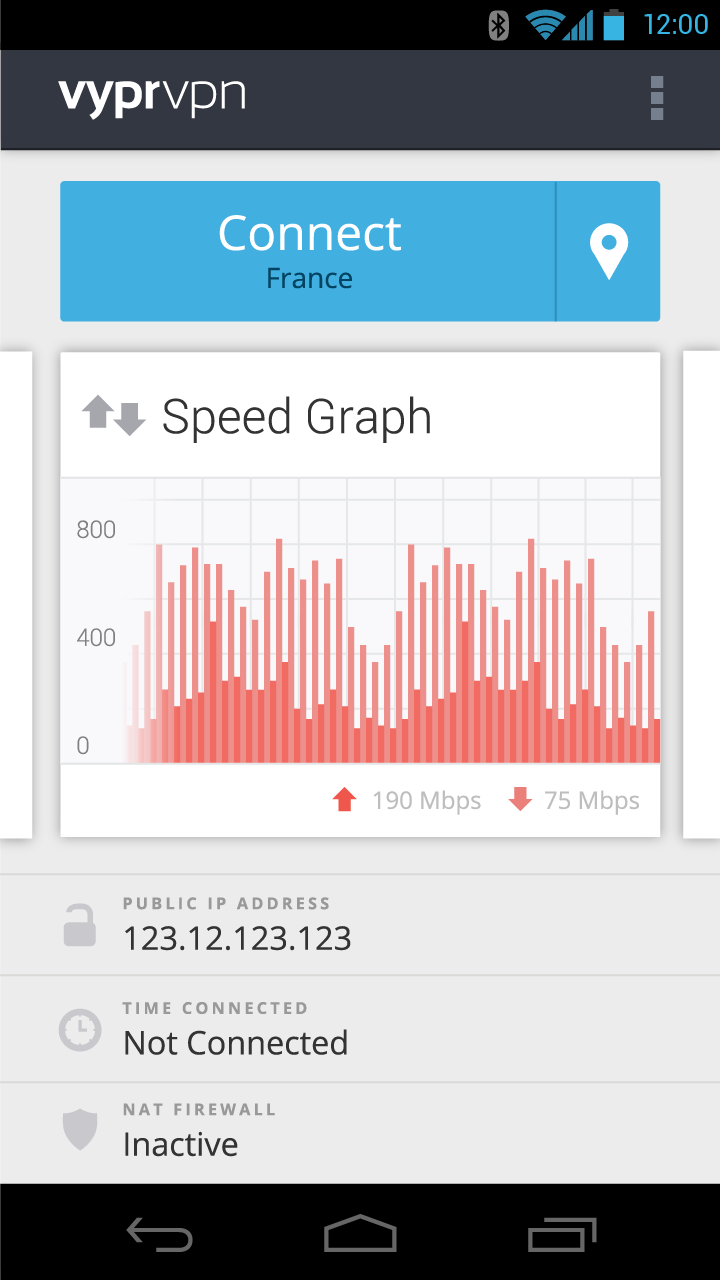 12:00
vyprvpn
Connect
France
Speed Graph
800
400
0
190 Mbps 75 Mbps
PUBLIC IP ADDRESS
123.12.123.123
TIME CONNECTED
Not Connected
NAT FIREWALL
Inactive